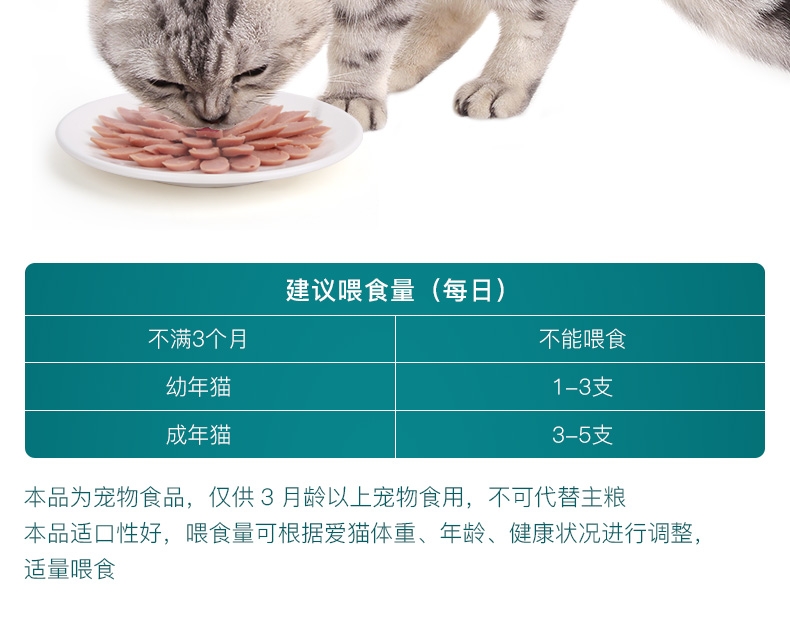 建议喂食量（每日）
不满3个月 不能喂食
幼年猫 1-3支
成年猫 3-5支
本品为宠物食品，仅供 3 月龄以上宠物食用，不可代替主粮
本品适口性好，喂食量可根据爱猫体重、年龄、健康状况进行调整，
适量喂食